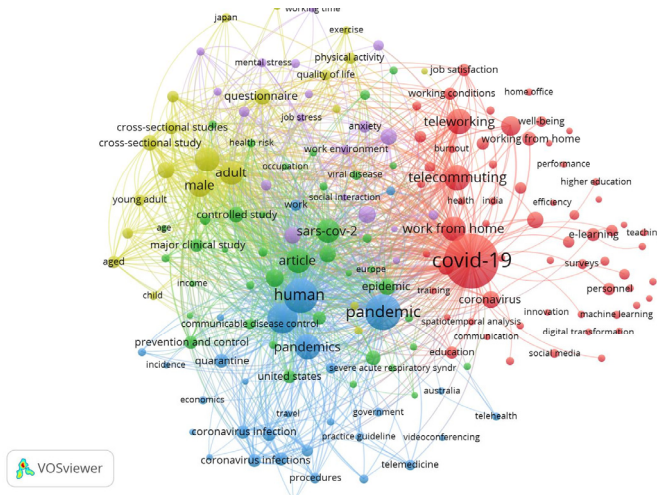 working time
japan
exercise
mental stress
physical activity
job satisfaction
quality of life
questionnaire
working conditions
home office
job stress
cross-sectional studies
anxiety
teleworking
well-being
cross-sectional study
health risk
work environment
burnout
working from home
occupation
viral disease
performance
adult
telecommuting
male
higher education
young adult
work
social interaction
health
india
efficiency
controlled study
age
sars-cov-2
work from home
e-learning
teachin
major clinical study
aged
article
covid-19
surveys
europe
child
income
epidemic
training
personnel
human
coronavirus
pandemic
innovation
machine learning
communicable disease control
spatiotemporal analysis
communication
digital transformation
prevention and control
pandemics
education
social media
incidence
quarantine
severe acute respiratory syndr
united states
australia
economics
travel
government
telehealth
coronavirus infection
practice guideline
videoconferencing
coronavirus infections
telemedicine
procedures
VOSviewer